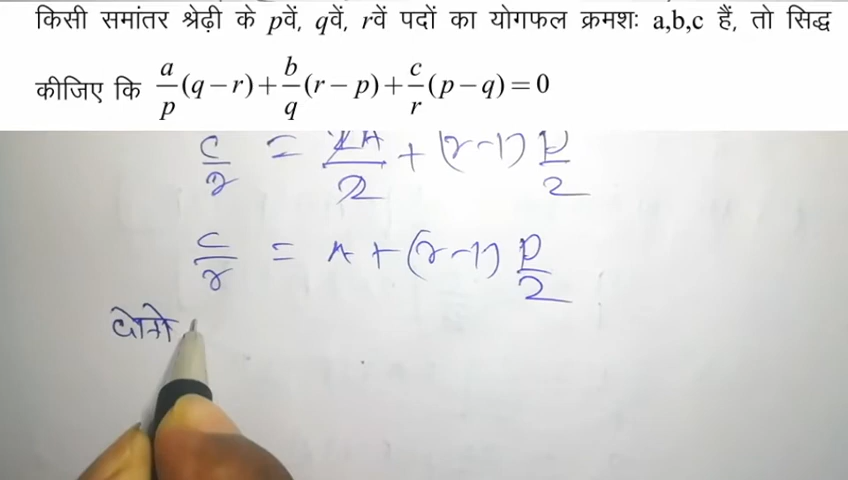 किसी समांतर श्रेढ़ी के pवें, qवें, rवें पदों का योगफल क्रमशः a,b,c हैं, तो सिद्ध
कीजिए कि a/p(q−r)+b/q(r−p)+c/r(p−q)=0
c/r = 2A/2 + (r-1) D/2
c/r = A+(r-1) D/2
दोनो